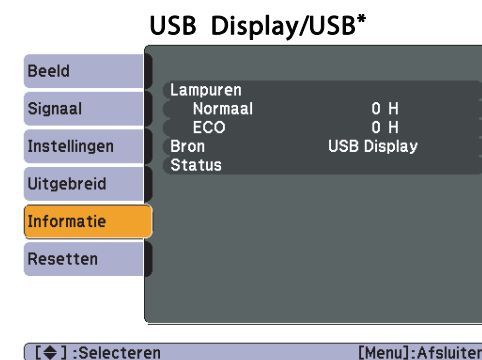 USB Display/USB*
Beeld
Signaal
Instellingen
Uitgebreid
Informatie
Resetten
Lampuren
Normaal 0 H
ECO 0 H
Bron USB Display
Status
[◆] :Selecteren [Menu]:Afsluiten